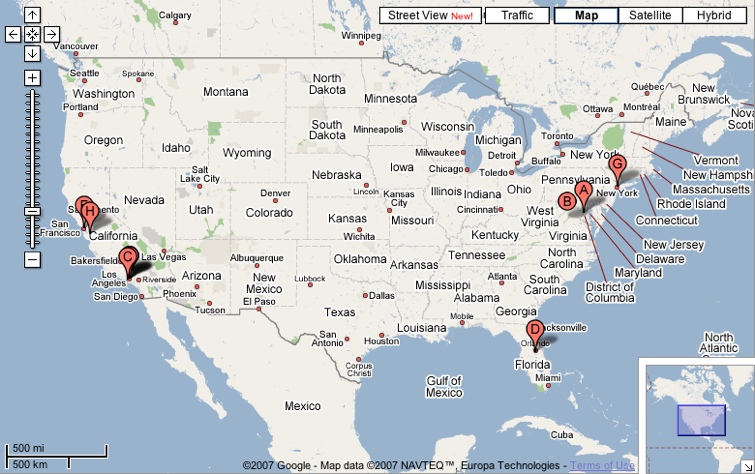 Street View New!
Traffic
Map
Satellite
Hybrid
Calgary
Winnipeg
Vancouver
Seattle
Spokane
Washington
Portland
Montana
North
Dakota
Minnesota
Québec
Ottawa
Montréal
New
Brunswick
Maine
Oregon
Idaho
Wyoming
South
Dakota
Minneapolis
Wisconsin
Michigan
Toronto
Milwaukee
Detroit
Buffalo
New York
Vermont
New Hampshi
Massachusetts
Rhode Island
Connecticut
New Jersey
Delaware
Maryland
District of
Columbia
Salt
Lake City
Nebraska
Iowa
Chicago
Toledo
Pennsylvania
New York
G
A
B
Nevada
Utah
Denver
Colorado
Lincoln
Kansas
City
Illinois
Indiana
Ohio
Cincinnati
West
Virginia
Virginia
H
San
Francisco
California
Kansas
Missouri
Wichita
Kentucky
C
Bakersfield
Las Vegas
Los
Angeles
Riverside
San Diego
Arizona
Phoenix
Tucson
Albuquerque
New
Mexico
El Paso
Oklahoma
Arkansas
Tennessee
North
Carolina
South
Carolina
Lubbock
Dallas
Texas
Mississippi
Alabama
Atlanta
Georgia
San
Antonio
Houston
Louisiana
Mobile
D
cksonville
Orlando
Florida
Miami
Corpus
Christi
Gulf of
Mexico
Mexico
Cuba
North
Atlantic
500 mi
500 km
©2007 Google - Map data ©2007 NAVTEQ™, Europa Technologies - Terms of Use